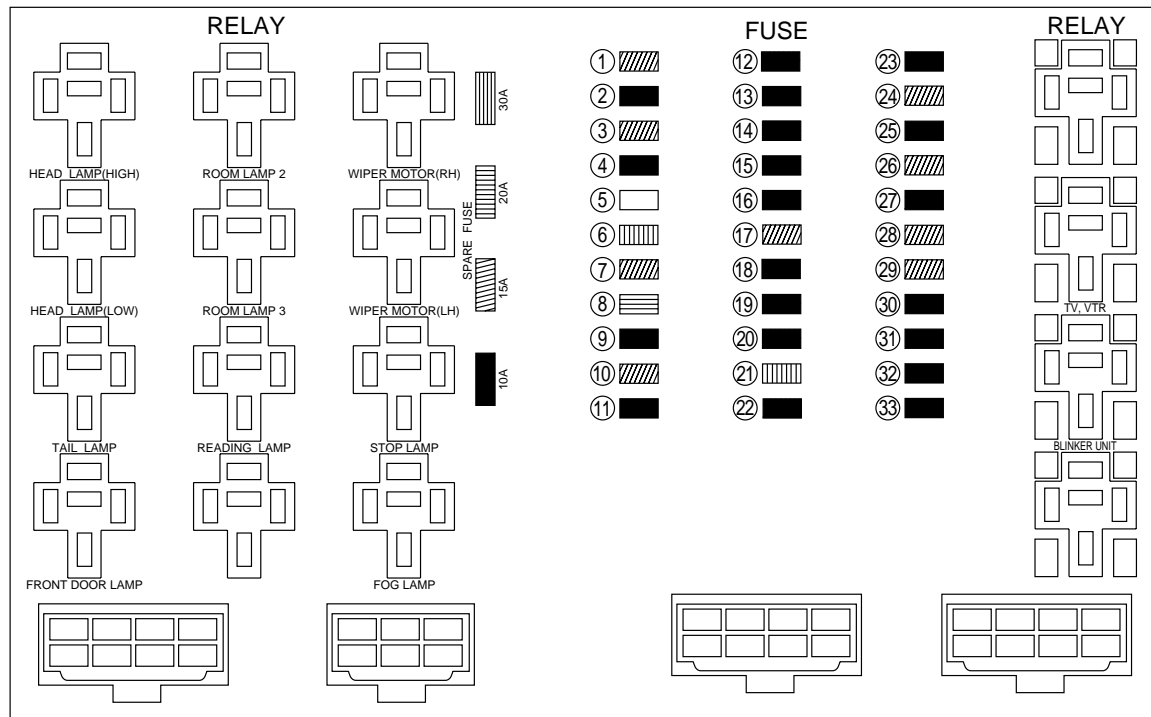 RELAY
FUSE
RELAY
HEAD LAMP(HIGH)
ROOM LAMP 2
WIPER MOTOR(RH)
HEAD LAMP(LOW)
ROOM LAMP 3
WIPER MOTOR(LH)
TAIL LAMP
READING LAMP
STOP LAMP
FRONT DOOR LAMP
FOG LAMP
SPARE FUSE
30A
20A
15A
10A
1
2
3
4
5
6
7
8
9
10
11
12
13
14
15
16
17
18
19
20
21
22
23
24
25
26
27
28
29
30
31
32
33
TV, VTR
BLINKER UNIT